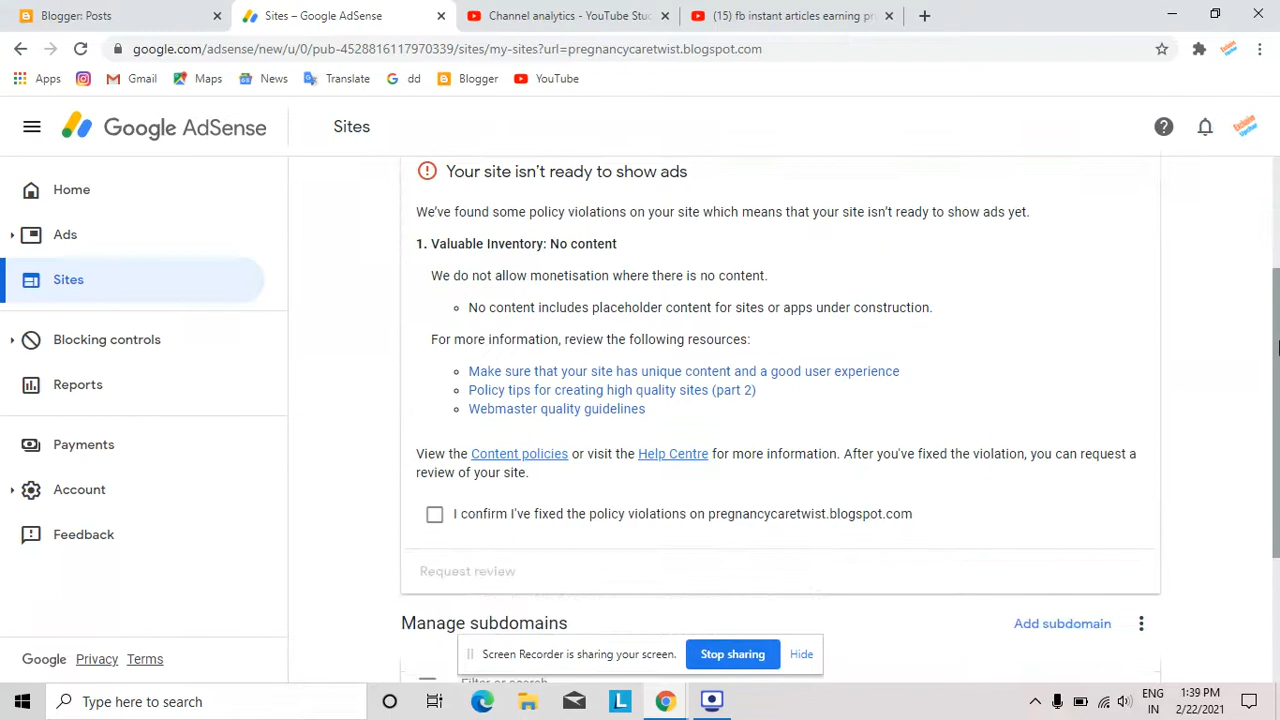 Blogger: Posts
Sites – Google AdSense
Channel analytics - YouTube Stu
(15) fb instant articles earning pr
google.com/adsense/new/u/0/pub-4528816117970339/sites/my-sites?url=pregnancycaretwist.blogspot.com
Apps
Gmail
Maps
News
Translate
dd
Blogger
YouTube
Google AdSense
Sites
Home
Ads
Sites
Blocking controls
Reports
Payments
Account
Feedback
Google Privacy Terms
Your site isn't ready to show ads
We've found some policy violations on your site which means that your site isn't ready to show ads yet.
1. Valuable Inventory: No content
We do not allow monetisation where there is no content.
No content includes placeholder content for sites or apps under construction.
For more information, review the following resources:
Make sure that your site has unique content and a good user experience
Policy tips for creating high quality sites (part 2)
Webmaster quality guidelines
View the Content policies or visit the Help Centre for more information. After you've fixed the violation, you can request a
review of your site.
I confirm I've fixed the policy violations on pregnancycaretwist.blogspot.com
Request review
Manage subdomains
Add subdomain
Screen Recorder is sharing your screen.
Stop sharing
Hide
Filter or search
Type here to search
ENG
IN
1:39 PM
2/22/2021